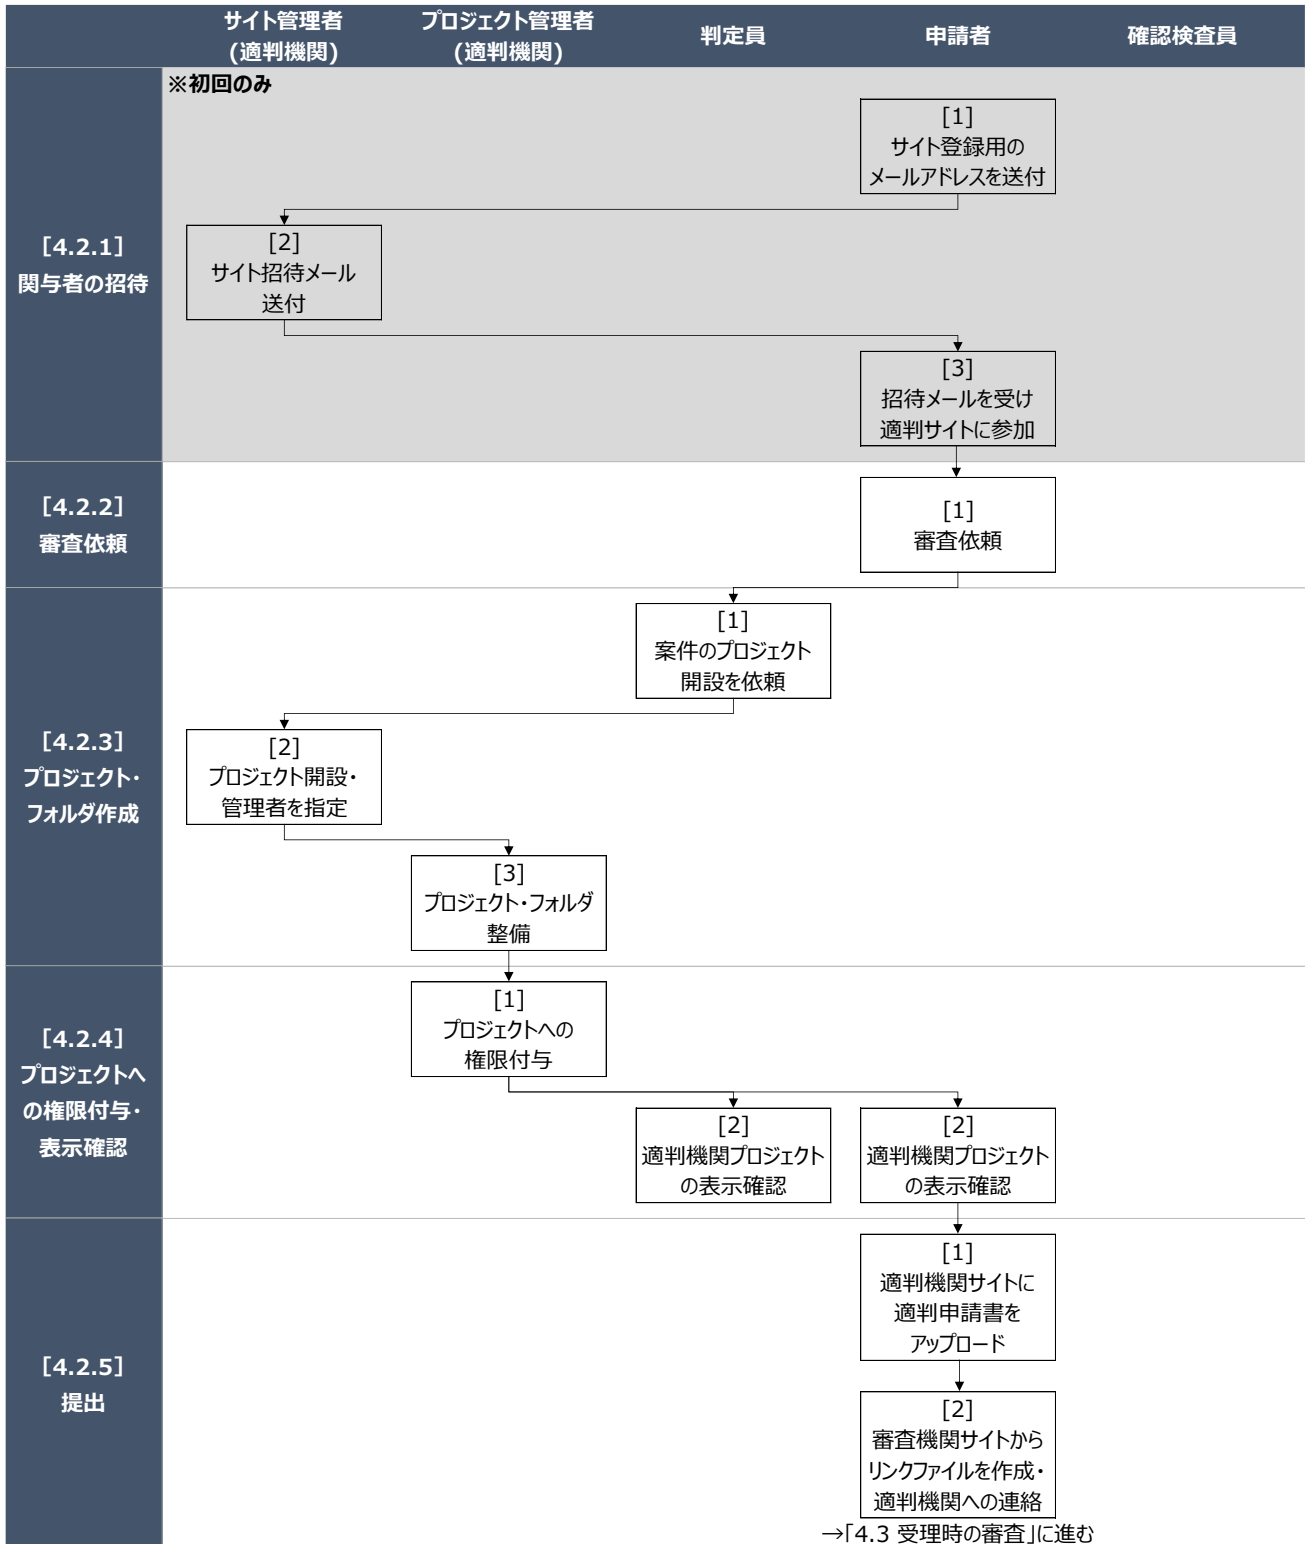 サイト管理者
(適判機関)
プロジェクト管理者
(適判機関)
判定員
申請者
確認検査員
※初回のみ
［4.2.1］
関与者の招待
[1]
サイト登録用の
メールアドレスを送付
[2]
サイト招待メール
送付
[3]
招待メールを受け
適判サイトに参加
［4.2.2］
審査依頼
[1]
審査依頼
［4.2.3］
プロジェクト・
フォルダ作成
[1]
案件のプロジェクト
開設を依頼
[2]
プロジェクト開設・
管理者を指定
[3]
プロジェクト・フォルダ
整備
［4.2.4］
プロジェクトへ
の権限付与・
表示確認
[1]
プロジェクトへの
権限付与
[2]
適判機関プロジェクト
の表示確認
[2]
適判機関プロジェクト
の表示確認
［4.2.5］
提出
[1]
適判機関サイトに
適判申請書を
アップロード
[2]
審査機関サイトから
リンクファイルを作成・
適判機関への連絡
→「4.3 受理時の審査」に進む